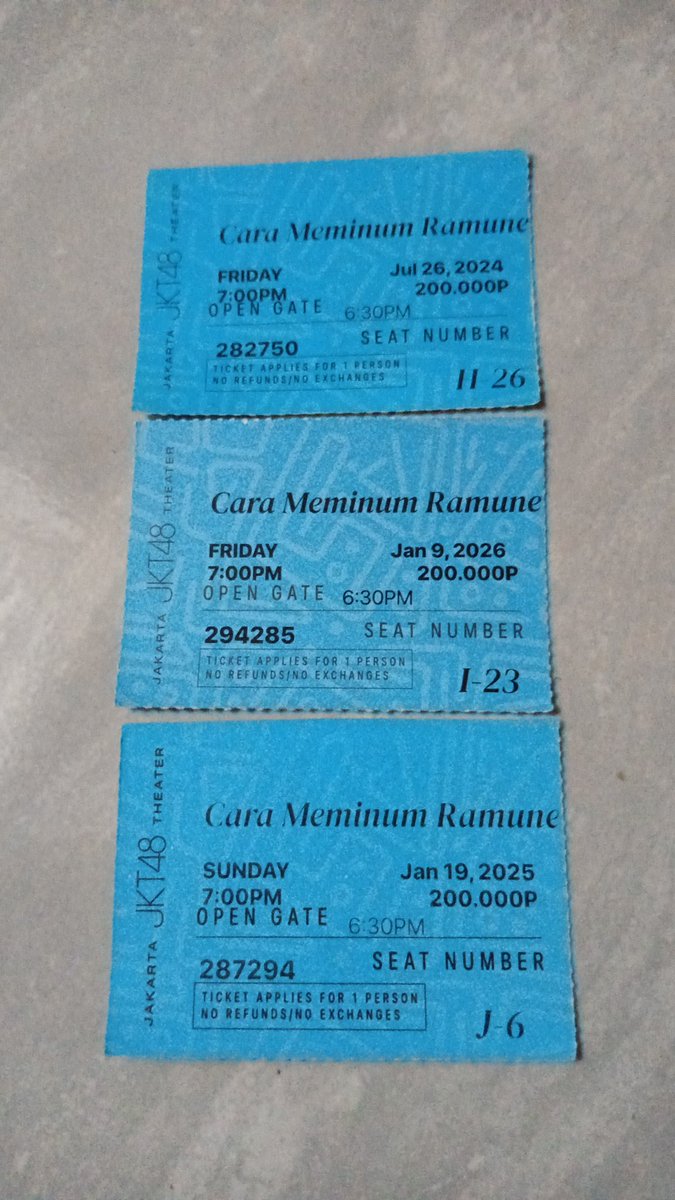 JAKARTA JKT48 THEATER
Cara Meminum Ramune
FRIDAY Jul 26, 2024
7:00PM 200.000P
OPEN GATE 6:30PM
SEAT NUMBER
282750
TICKET APPLIES FOR 1 PERSON
NO REFUNDS/NO EXCHANGES
H-26
JAKARTA JKT48 THEATER
Cara Meminum Ramune
FRIDAY Jan 9, 2026
7:00PM 200.000P
OPEN GATE 6:30PM
294285 SEAT NUMBER
TICKET APPLIES FOR 1 PERSON
NO REFUNDS/NO EXCHANGES
I-23
JAKARTA JKT48 THEATER
Cara Meminum Ramune
SUNDAY Jan 19, 2025
7:00PM 200.000P
OPEN GATE 6:30PM
287294 SEAT NUMBER
TICKET APPLIES FOR 1 PERSON
NO REFUNDS/NO EXCHANGES
J-6